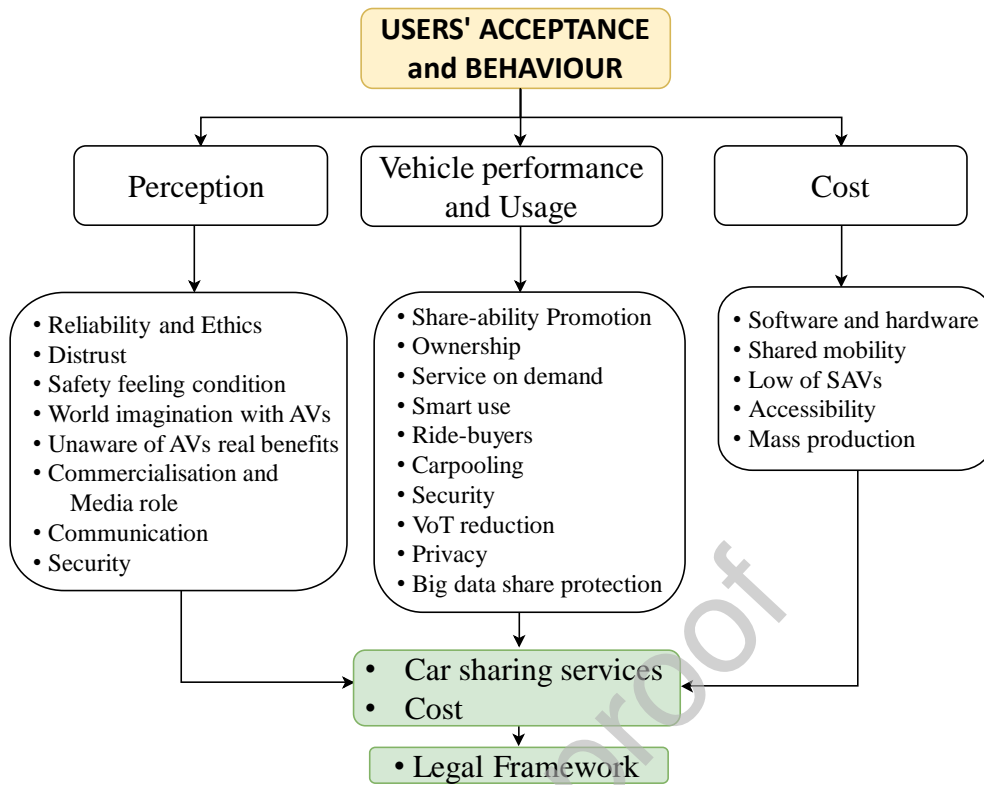 USERS' ACCEPTANCE
and BEHAVIOUR
Perception
Vehicle performance
and Usage
Cost
• Reliability and Ethics
• Distrust
• Safety feeling condition
• World imagination with AVs
• Unaware of AVs real benefits
• Commercialisation and
Media role
• Communication
• Security
• Share-ability Promotion
• Ownership
• Service on demand
• Smart use
• Ride-buyers
• Carpooling
• Security
• VoT reduction
• Privacy
• Big data share protection
• Software and hardware
• Shared mobility
• Low of SAVs
• Accessibility
• Mass production
• Car sharing services
• Cost
• Legal Framework
proof